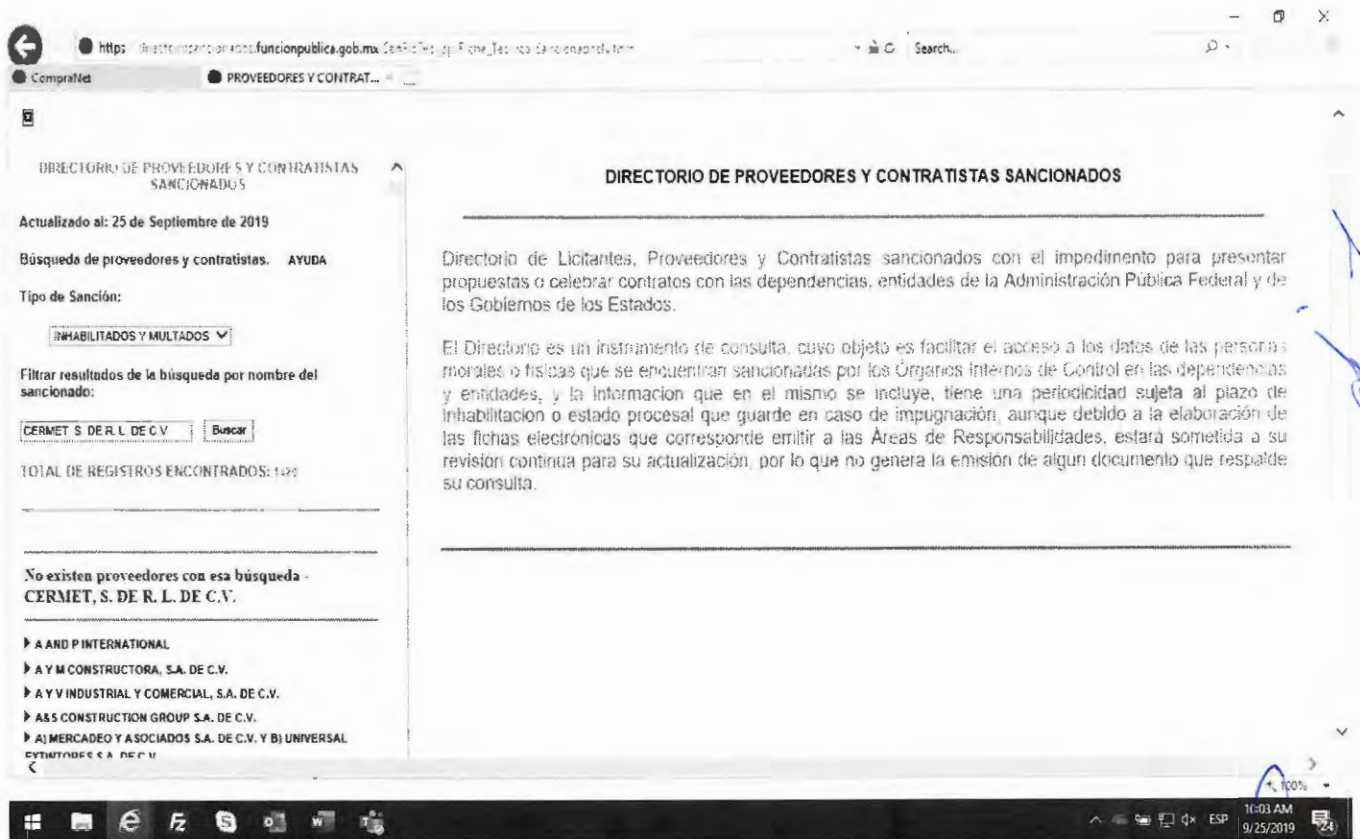 https
.funcionpublica.gob.mx
Search...
CompraNet
PROVEEDORES Y CONTRAT...
DIRECTORIO DE PROVEEDORES Y CONTRATISTAS
SANCIONADOS
Actualizado al: 25 de Septiembre de 2019
Búsqueda de proveedores y contratistas. AYUDA
Tipo de Sanción:
INHABILITADOS Y MULTADOS
Filtrar resultados de la búsqueda por nombre del
sancionado:
CERMET S. DE R. L. DE C.V
Buscar
TOTAL DE REGISTROS ENCONTRADOS:
No existen proveedores con esa búsqueda -
CERMET, S. DE R. L. DE C.V.
A AND P INTERNATIONAL
A Y M CONSTRUCTORA, S.A. DE C.V.
A Y V INDUSTRIAL Y COMERCIAL, S.A. DE C.V.
A&S CONSTRUCTION GROUP S.A. DE C.V.
A) MERCADEO Y ASOCIADOS S.A. DE C.V. Y B) UNIVERSAL
EXTINTORES S.A. DE C.V.
DIRECTORIO DE PROVEEDORES Y CONTRATISTAS SANCIONADOS
Directorio de Licitantes, Proveedores y Contratistas sancionados con el impedimento para presentar
propuestas o celebrar contratos con las dependencias, entidades de la Administración Pública Federal y de
los Gobiernos de los Estados.
El Directorio es un instrumento de consulta, cuyo objeto es facilitar el acceso a los datos de las personas
morales o físicas que se encuentran sancionadas por los Órganos Internos de Control en las dependencias
y entidades, y la información que en el mismo se incluye, tiene una periodicidad sujeta al plazo de
inhabilitación o estado procesal que guarde en caso de impugnación, aunque debido a la elaboración de
las fichas electrónicas que corresponde emitir a las Áreas de Responsabilidades, estará sometida a su
revisión continua para su actualización, por lo que no genera la emisión de algun documento que respalde
su consulta.
100%
ESP
10:03 AM
9/25/2019
24